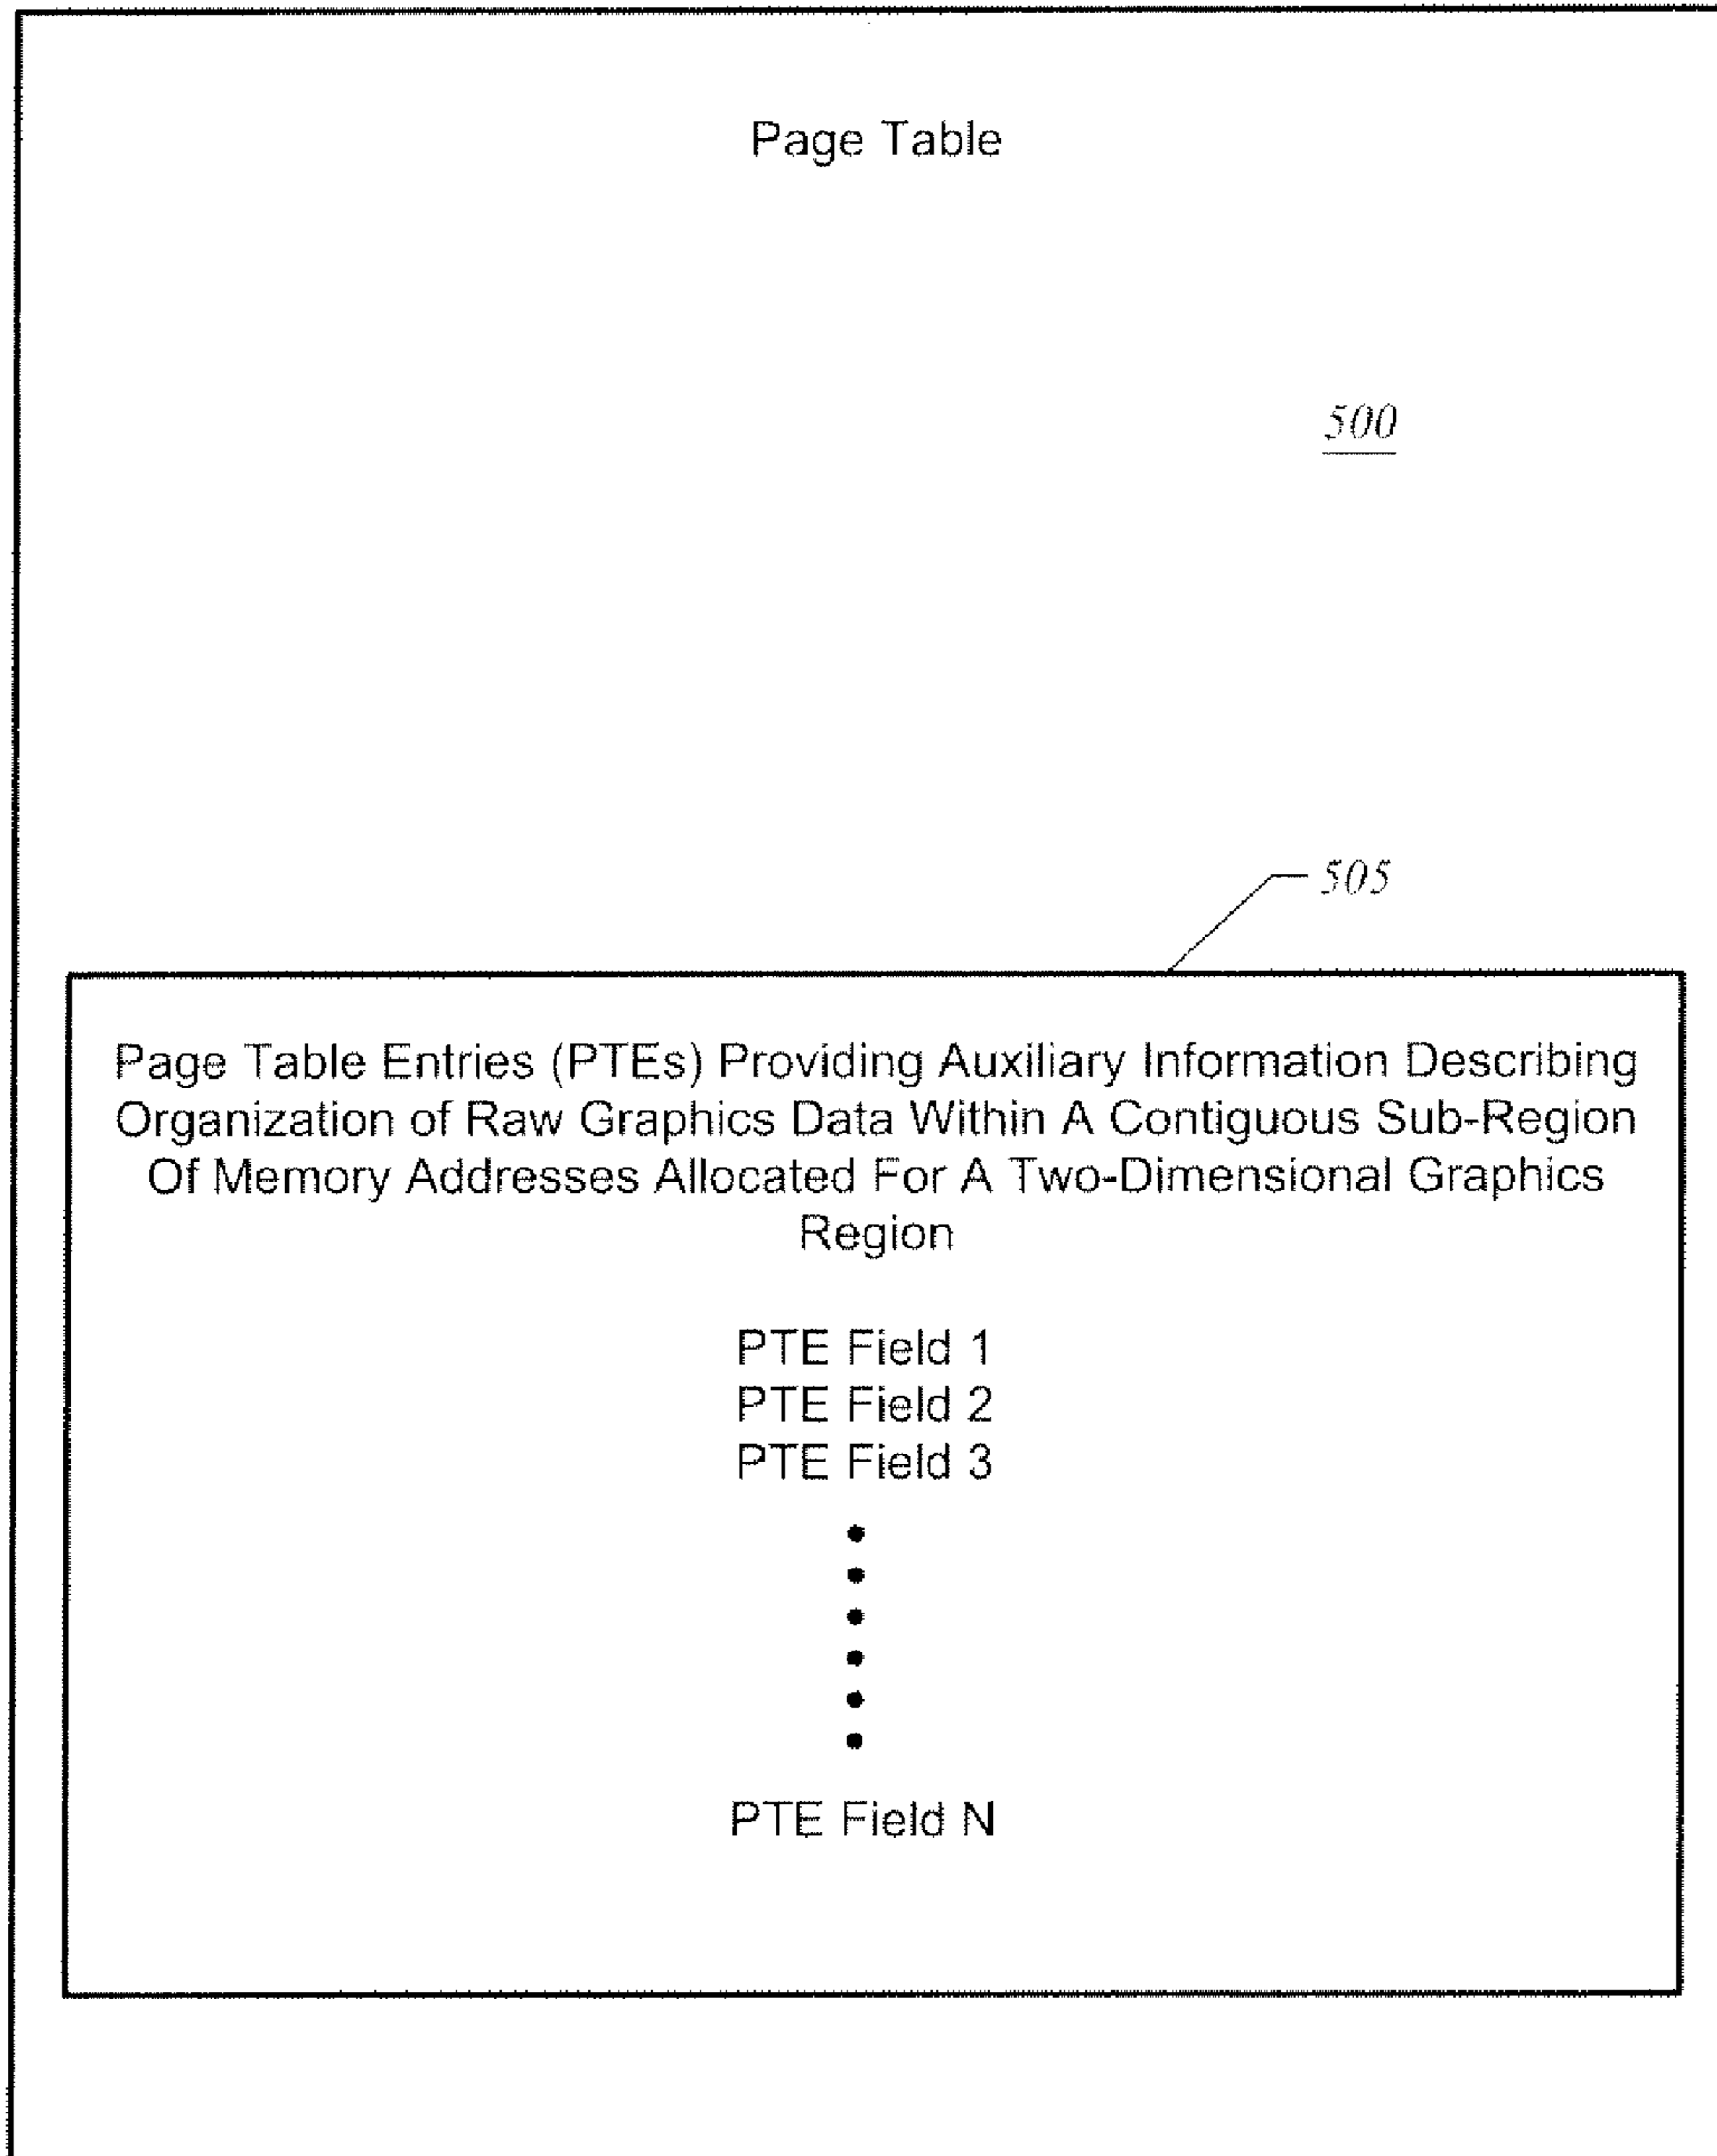 Page Table
500
505
Page Table Entries (PTEs) Providing Auxiliary Information Describing
Organization of Raw Graphics Data Within A Contiguous Sub-Region
Of Memory Addresses Allocated For A Two-Dimensional Graphics
Region
PTE Field 1
PTE Field 2
PTE Field 3
PTE Field N